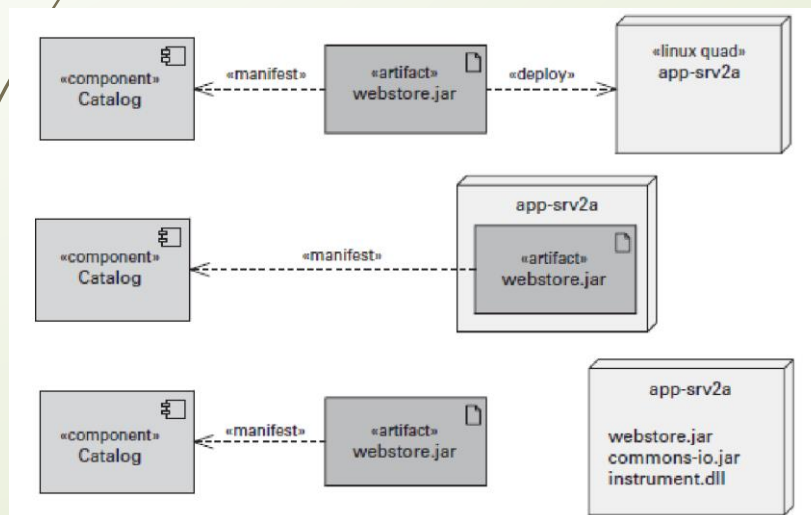 «component»
Catalog
«manifest»
«artifact»
webstore.jar
«deploy»
«linux quad»
app-srv2a
«component»
Catalog
«manifest»
app-srv2a
«artifact»
webstore.jar
«component»
Catalog
«manifest»
«artifact»
webstore.jar
app-srv2a
webstore.jar
commons-io.jar
instrument.dll